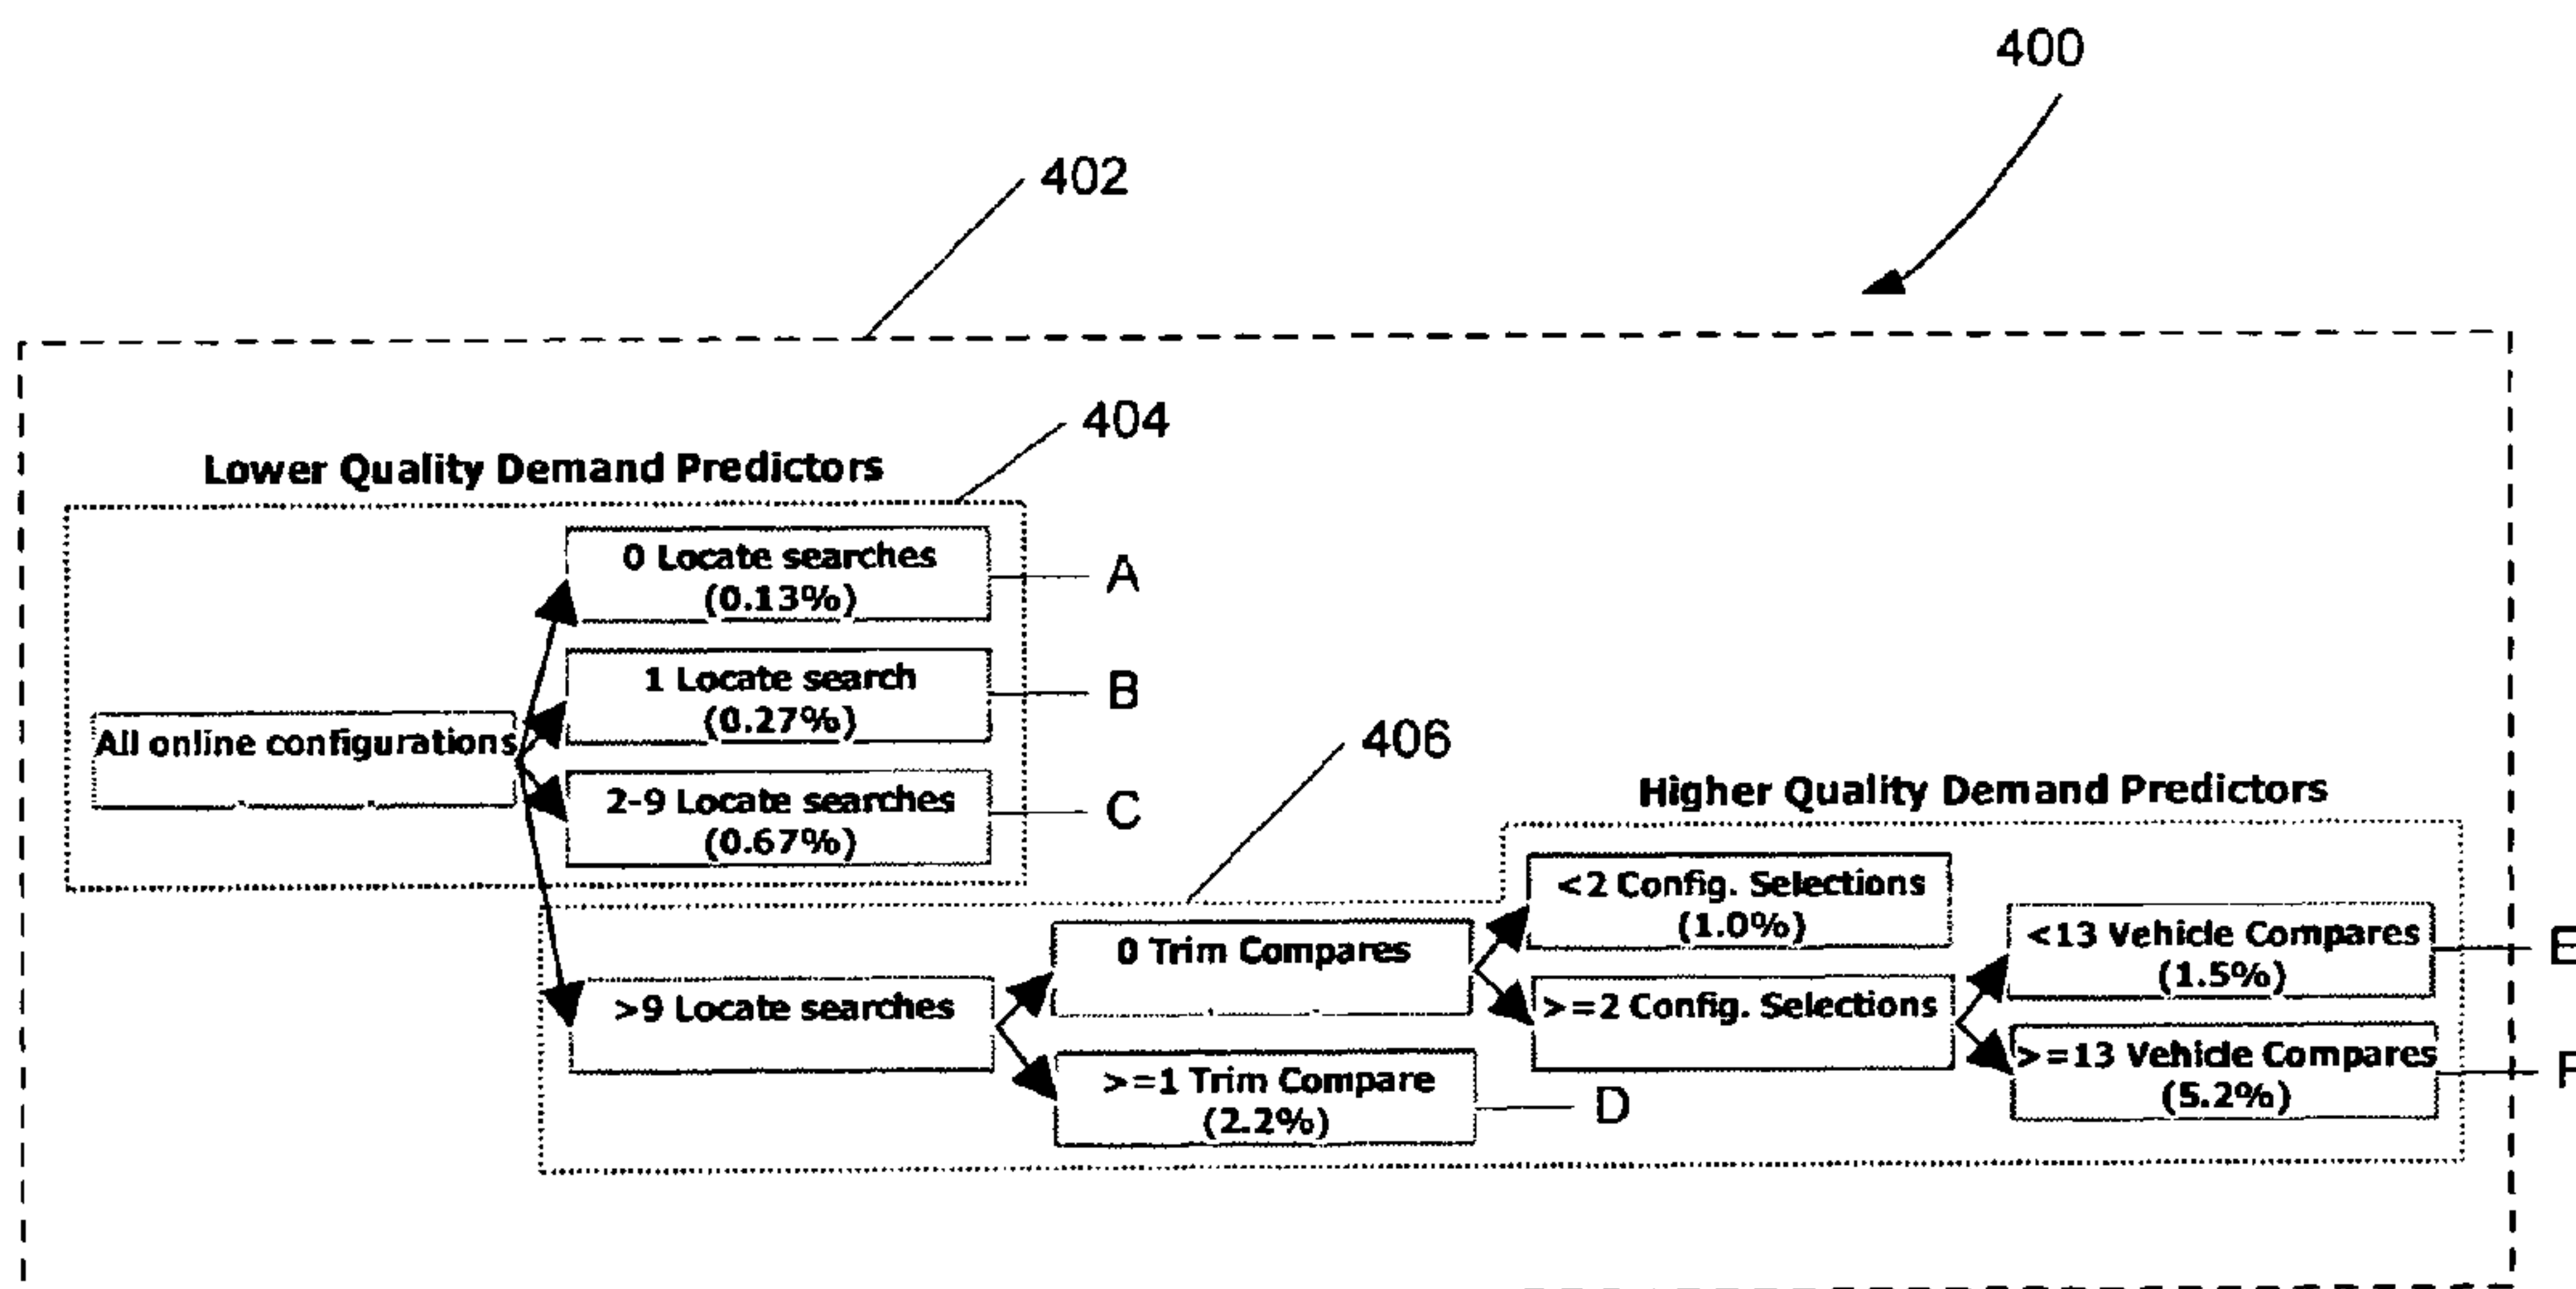 400
402
404
Lower Quality Demand Predictors
0 Locate searches
(0.13%)
A
1 Locate search
(0.27%)
B
All online configurations
2-9 Locate searches
(0.67%)
C
406
Higher Quality Demand Predictors
<2 Config. Selections
(1.0%)
0 Trim Compares
<13 Vehicle Compares
(1.5%)
E
>9 Locate searches
>=2 Config. Selections
>=13 Vehicle Compares
(5.2%)
F
>=1 Trim Compare
(2.2%)
D